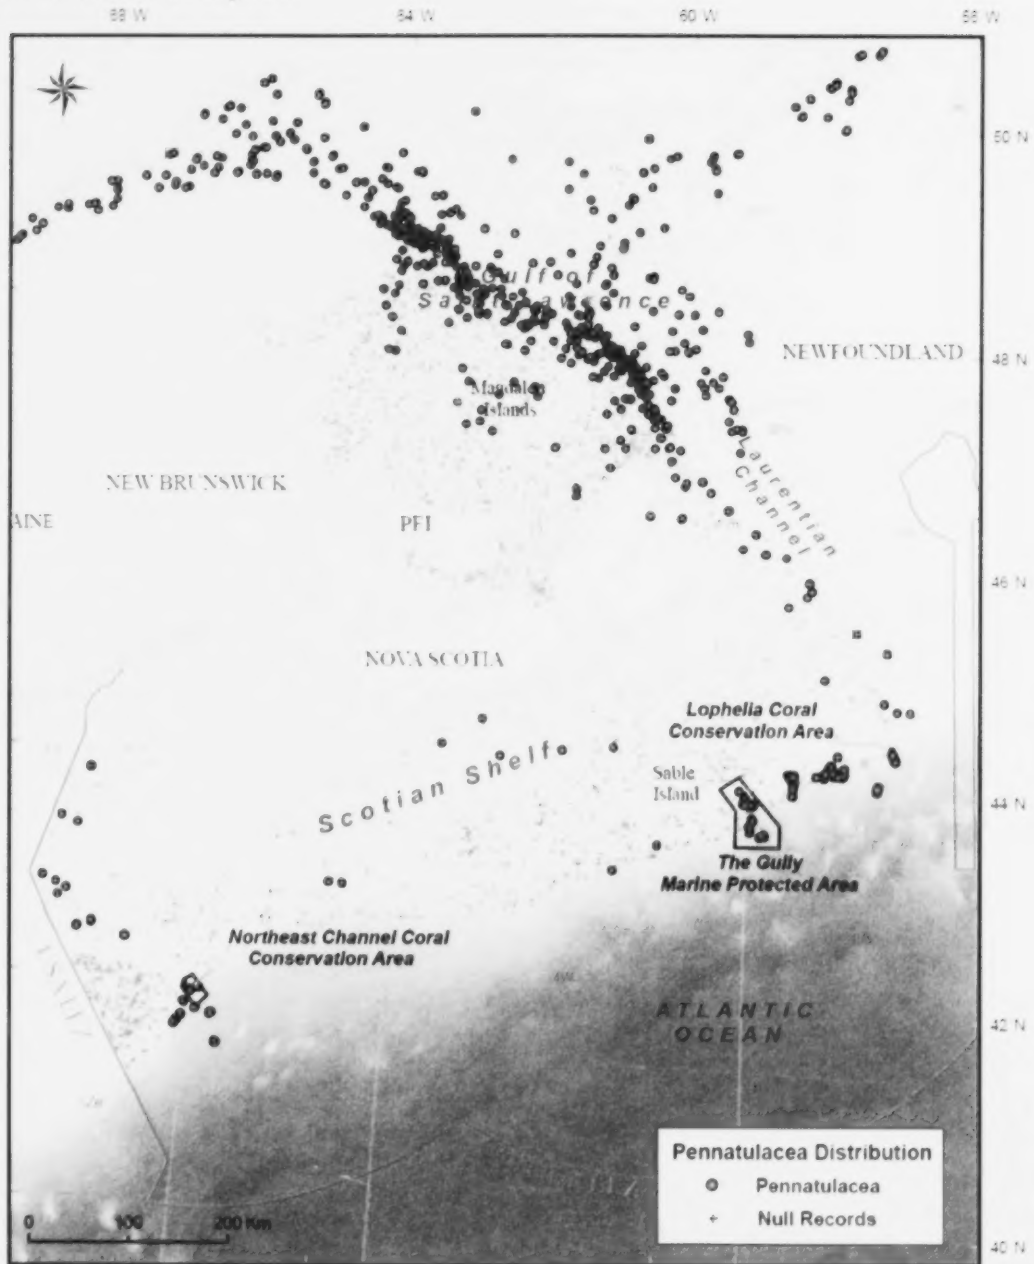 64 W
60 W
56 W
50 N
Gulf of
Saint Lawrence
NEWFOUNDLAND
48 N
Magdalen
Islands
Laurentian
Channel
NEW BRUNSWICK
AINE
PEI
46 N
NOVA SCOTIA
Lophelia Coral
Conservation Area
Scotian Shelf
Sable
Island
44 N
The Gully
Marine Protected Area
Northeast Channel Coral
Conservation Area
ATLANTIC
OCEAN
42 N
Pennatulacea Distribution
Pennatulacea
Null Records
0 100 200 Km
40 N